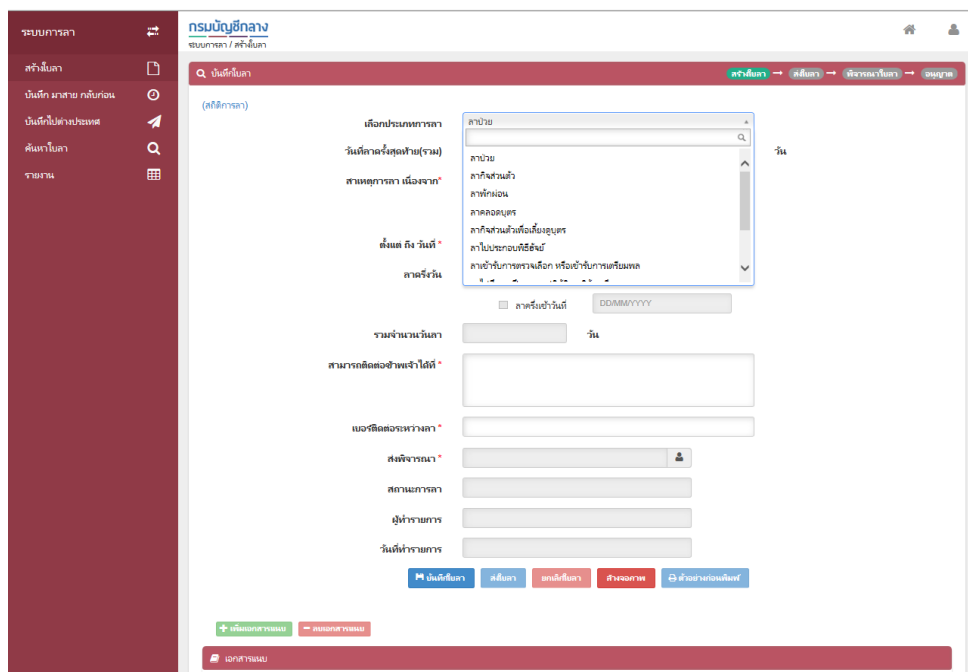 ระบบการลา
กรมบัญชีกลาง
ระบบการลา / สร้างใบลา
สร้างใบลา
บันทึก มาสาย กลับก่อน
บันทึกไปต่างประเทศ
ค้นหาใบลา
รายงาน
บันทึกใบลา
สร้างใบลา → ส่งใบลา → พิจารณาใบลา → อนุญาต
(สถิติการลา)
เลือกประเภทการลา ลาป่วย
วันที่ลาครั้งสุดท้าย(รวม) วัน
สาเหตุการลา เนื่องจาก*
ลาป่วย
ลากิจส่วนตัว
ลาพักผ่อน
ลาคลอดบุตร
ลากิจส่วนตัวเพื่อเลี้ยงดูบุตร
ลาไปประกอบพิธีฮัจย์
ลาเข้ารับการตรวจเลือก หรือเข้ารับการเตรียมพล
ตั้งแต่ ถึง วันที่ *
ลาครึ่งวัน
ลาครึ่งเช้าวันที่ DD/MM/YYYY
รวมจำนวนวันลา วัน
สามารถติดต่อข้าพเจ้าได้ที่ *
เบอร์ติดต่อระหว่างลา *
ส่งพิจารณา *
สถานะการลา
ผู้ทำรายการ
วันที่ทำรายการ
บันทึกใบลา ส่งใบลา ยกเลิกใบลา ล้างจอภาพ ตัวอย่างก่อนพิมพ์
เพิ่มเอกสารแนบ ลบเอกสารแนบ
เอกสารแนบ